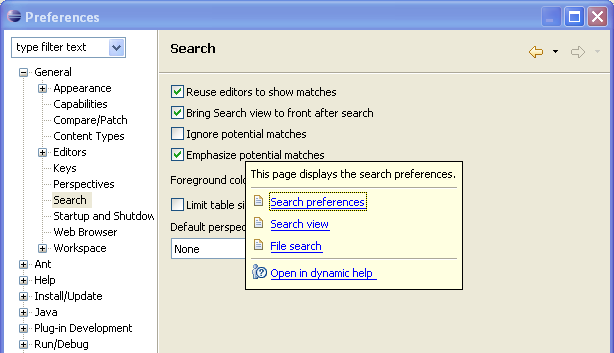 Preferences
type filter text
General
Appearance
Capabilities
Compare/Patch
Content Types
Editors
Keys
Perspectives
Search
Startup and Shutdow
Web Browser
Workspace
Ant
Help
Install/Update
Java
Plug-in Development
Run/Debug
Search
Reuse editors to show matches
Bring Search view to front after search
Ignore potential matches
Emphasize potential matches
Foreground colo
Limit table si
Default perspe
None
This page displays the search preferences.
Search preferences
Search view
File search
Open in dynamic help